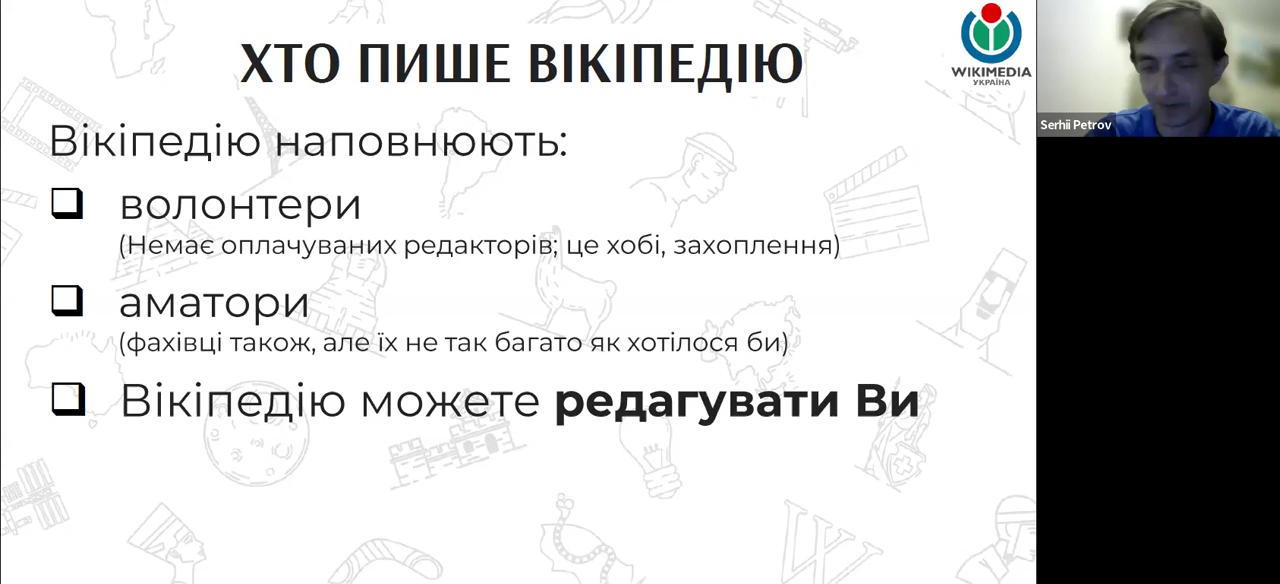 ХТО ПИШЕ ВІКІПЕДІЮ
WIKIMEDIA
УКРАЇНА
Serhii Petrov
Вікіпедію наповнюють:
волонтери
(Немає оплачуваних редакторів; це хобі, захоплення)
аматори
(фахівці також, але їх не так багато як хотілося би)
Вікіпедію можете редагувати Ви